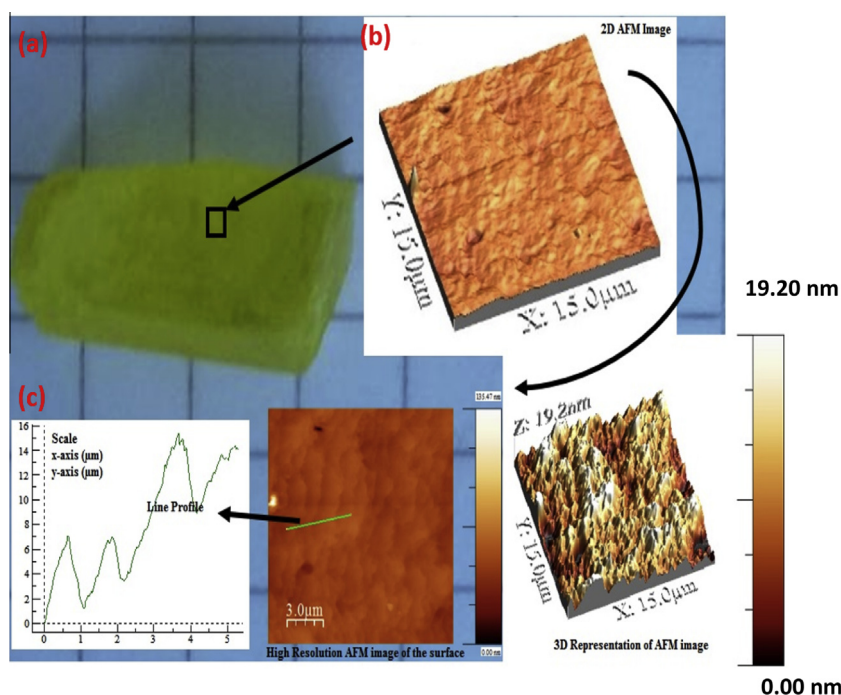 (a)
(b)
2D AFM Image
Y: 15.0µm
X: 15.0µm
19.20 nm
(c)
16
14
12
10
8
6
4
2
0
0
1
2
3
4
5
Scale
x-axis (µm)
y-axis (µm)
Line Profile
133.47 nm
3.0µm
0.00 nm
High Resolution AFM image of the surface
Z: 19.2nm
Y: 15.0µm
X: 15.0µm
3D Representation of AFM image
0.00 nm